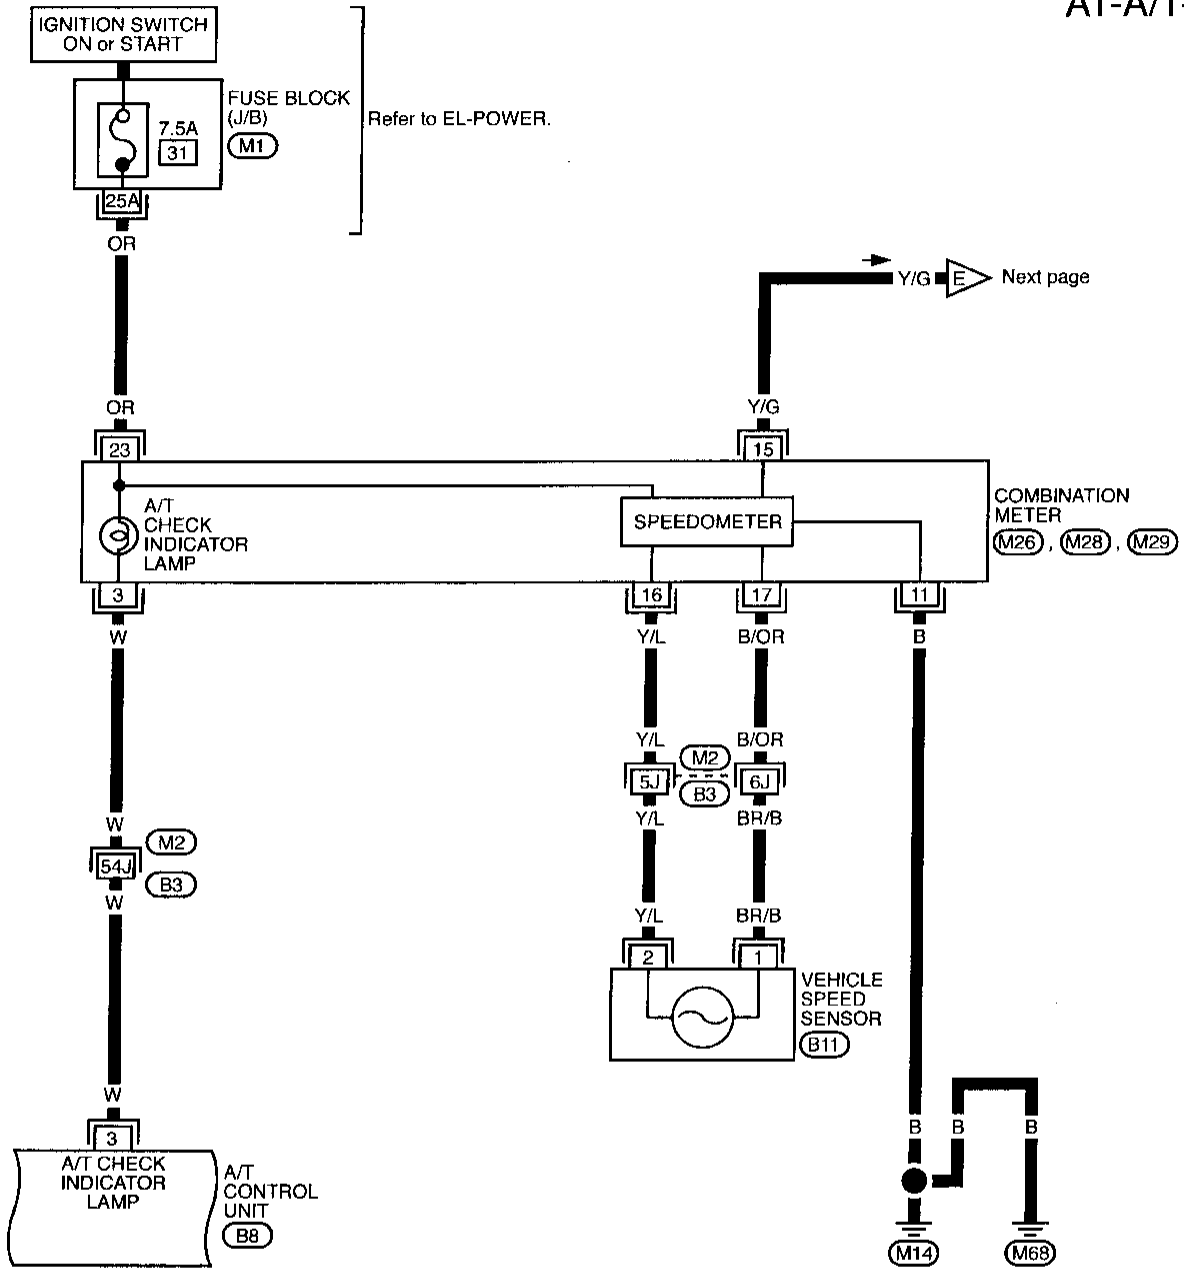 AT-A/T-
IGNITION SWITCH
ON or START
FUSE BLOCK
(J/B)
M1
7.5A
31
Refer to EL-POWER.
25A
OR
Y/G
E
Next page
OR
Y/G
23
15
A/T
CHECK
INDICATOR
LAMP
SPEEDOMETER
COMBINATION
METER
M26 , M28 , M29
3
16
17
11
W
Y/L
B/OR
B
Y/L
B/OR
M2
5J
6J
B3
W
Y/L
BR/B
M2
54J
B3
W
Y/L
BR/B
2
1
VEHICLE
SPEED
SENSOR
B11
W
B
B
B
3
A/T CHECK
INDICATOR
LAMP
A/T
CONTROL
UNIT
B8
M14
M68